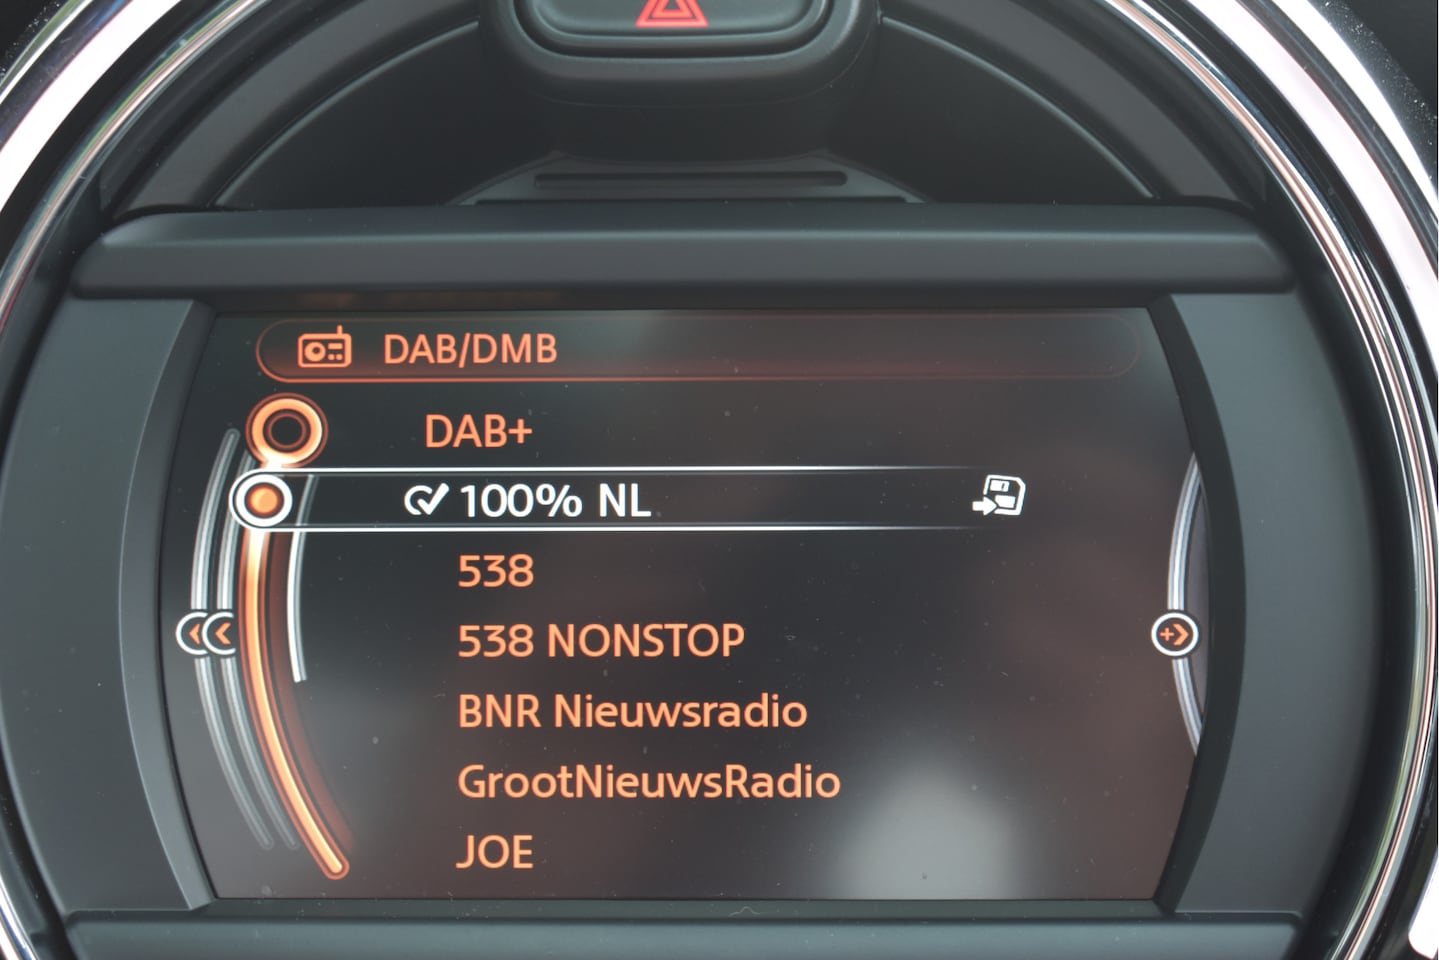 DAB/DMB
DAB+
100% NL
538
538 NONSTOP
BNR Nieuwsradio
GrootNieuwsRadio
JOE